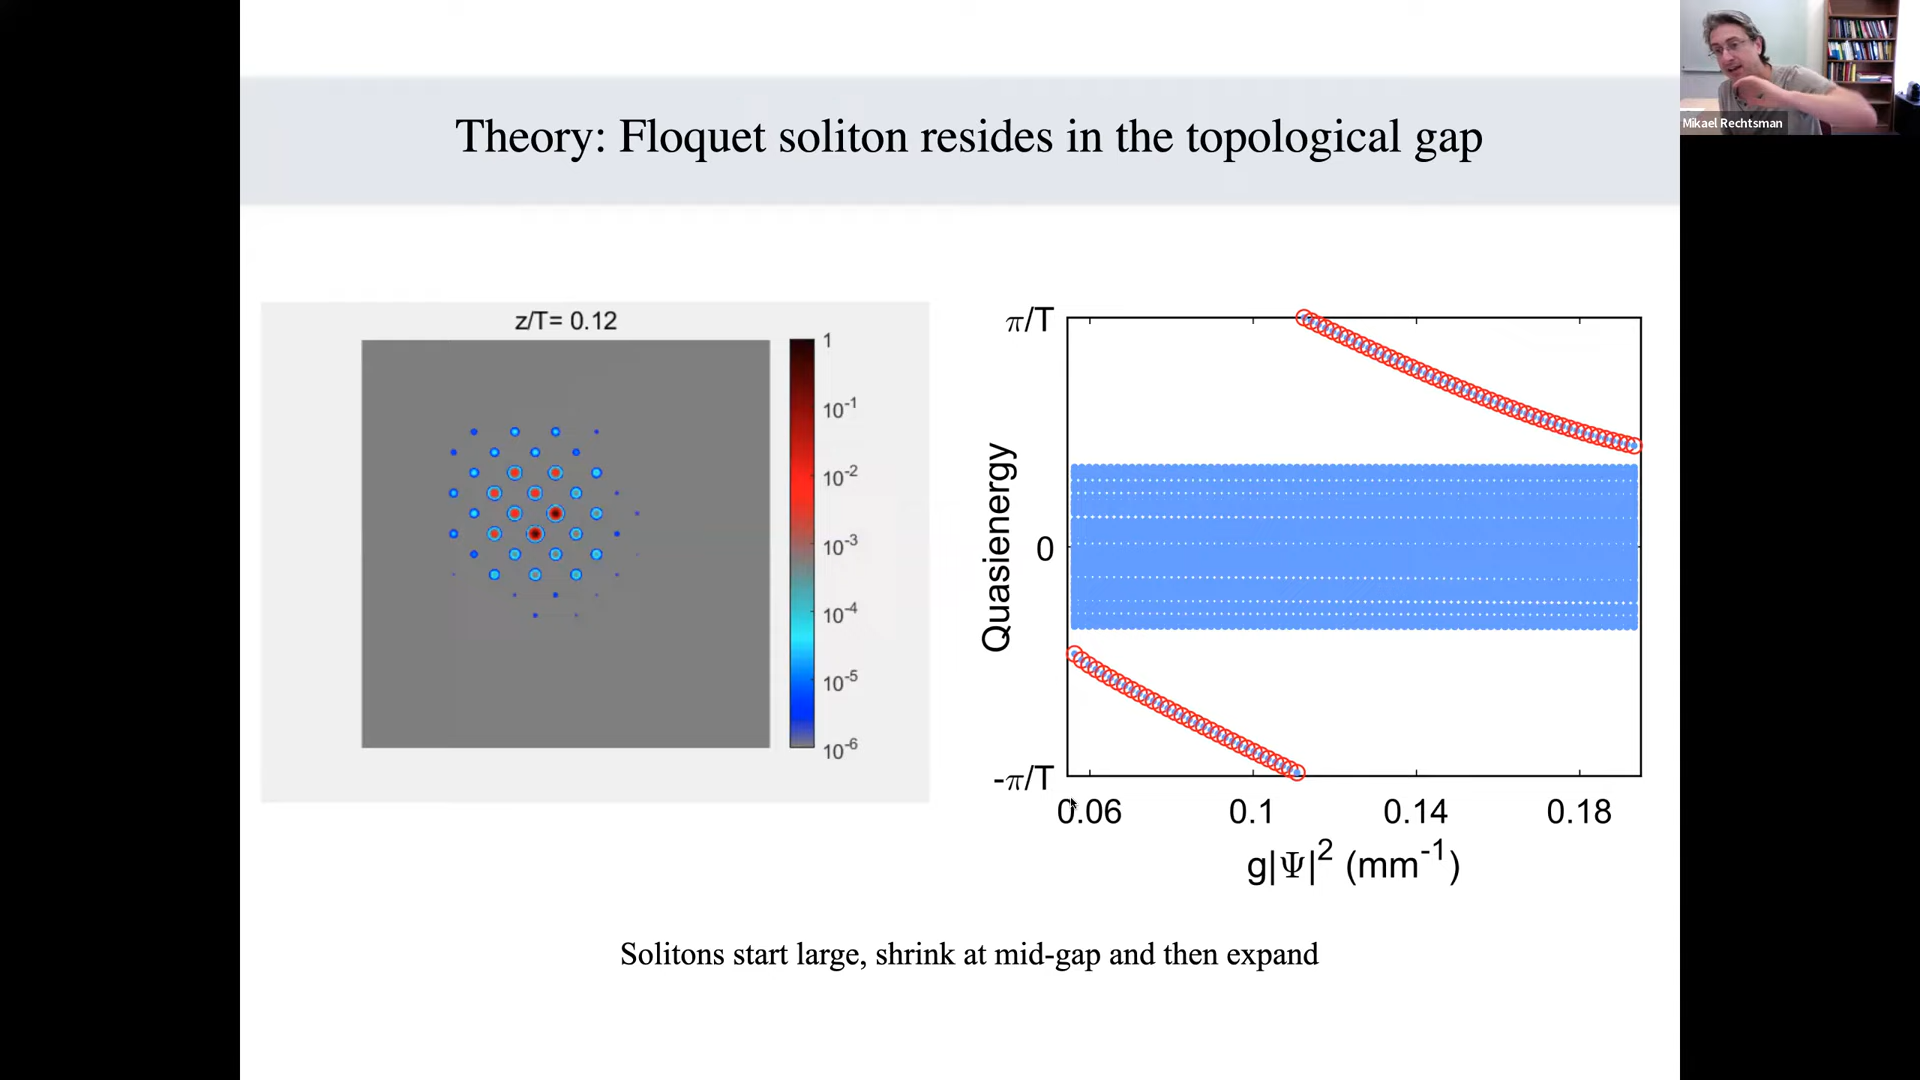 Mikael Rechtsman
Theory: Floquet soliton resides in the topological gap
z/T= 0.12
1
10-1
10-2
10-3
10-4
10-5
10-6
π/T
0
-π/T
Quasienergy
0.06 0.1 0.14 0.18
g|Ψ|2 (mm-1)
Solitons start large, shrink at mid-gap and then expand